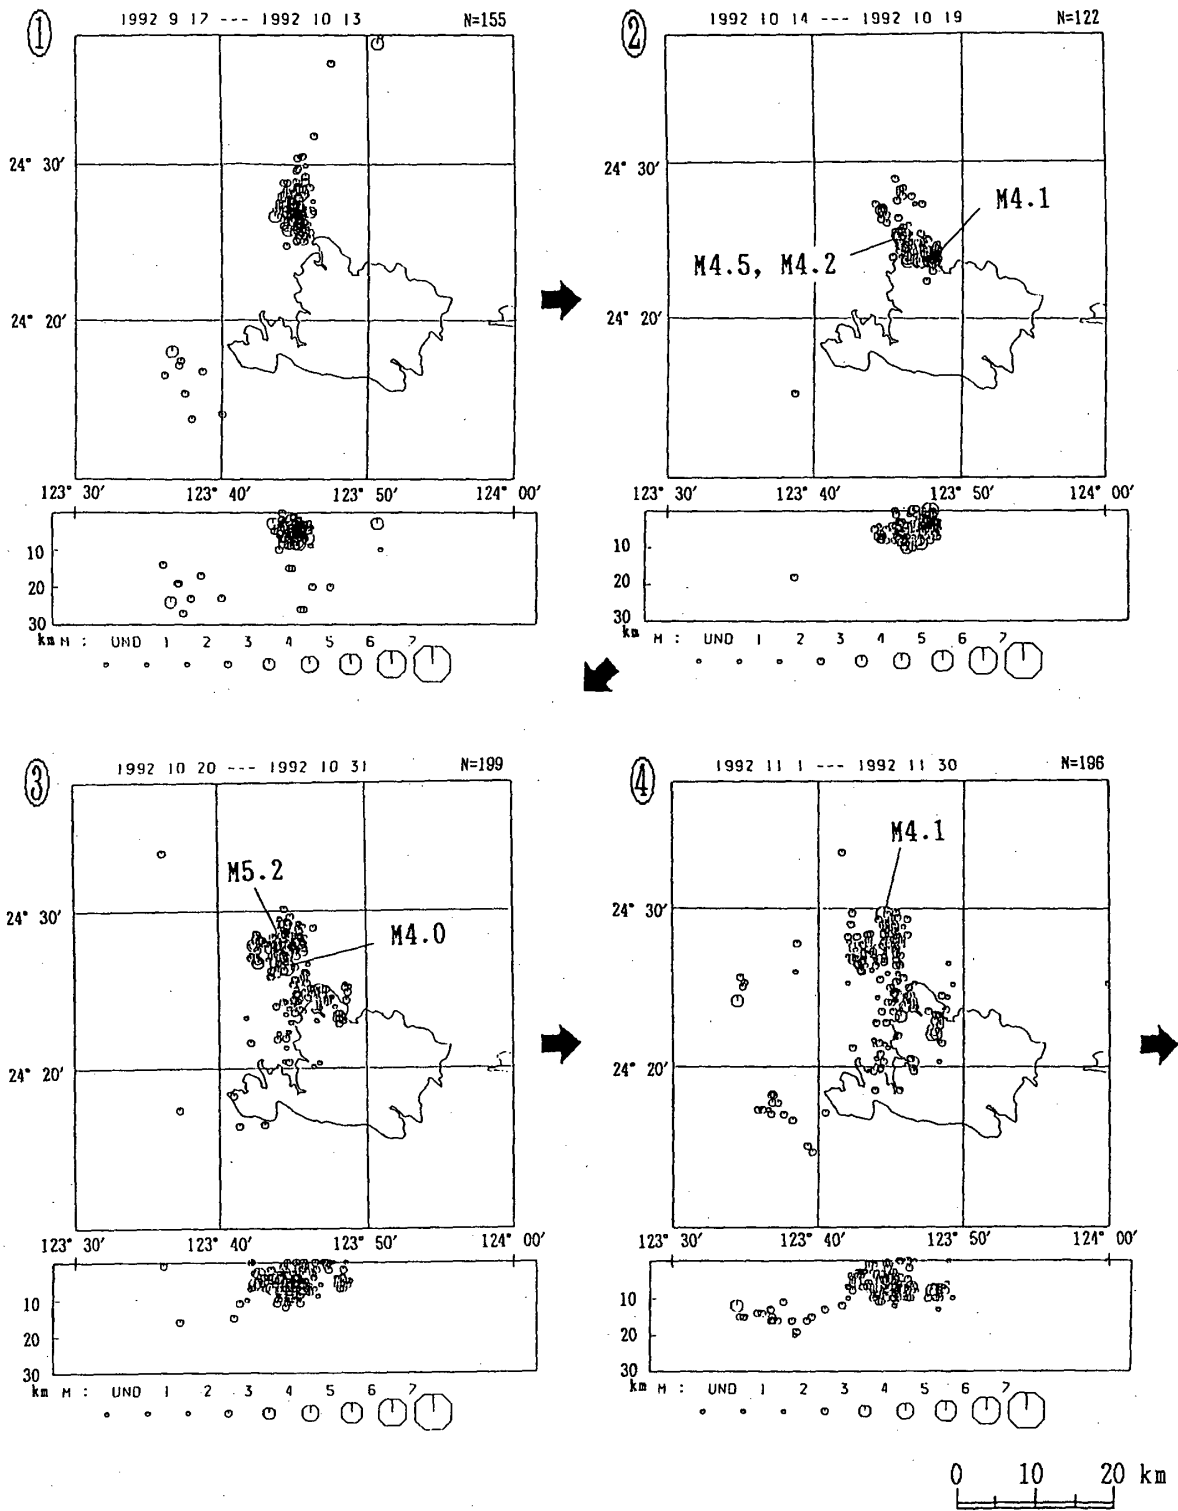 ① 1992 9 17 --- 1992 10 13 N=155
24° 30′
24° 20′
123° 30′ 123° 40′ 123° 50′ 124° 00′
10
20
30
km M : UND 1 2 3 4 5 6 7
② 1992 10 14 --- 1992 10 19 N=122
24° 30′
M4.1
M4.5, M4.2
24° 20′
123° 30′ 123° 40′ 123° 50′ 124° 00′
10
20
30
km M : UND 1 2 3 4 5 6 7
③ 1992 10 20 --- 1992 10 31 N=199
M5.2
24° 30′
M4.0
24° 20′
123° 30′ 123° 40′ 123° 50′ 124° 00′
10
20
30
km M : UND 1 2 3 4 5 6 7
④ 1992 11 1 --- 1992 11 30 N=196
M4.1
24° 30′
24° 20′
123° 30′ 123° 40′ 123° 50′ 124° 00′
10
20
30
km M : UND 1 2 3 4 5 6 7
0 10 20 km